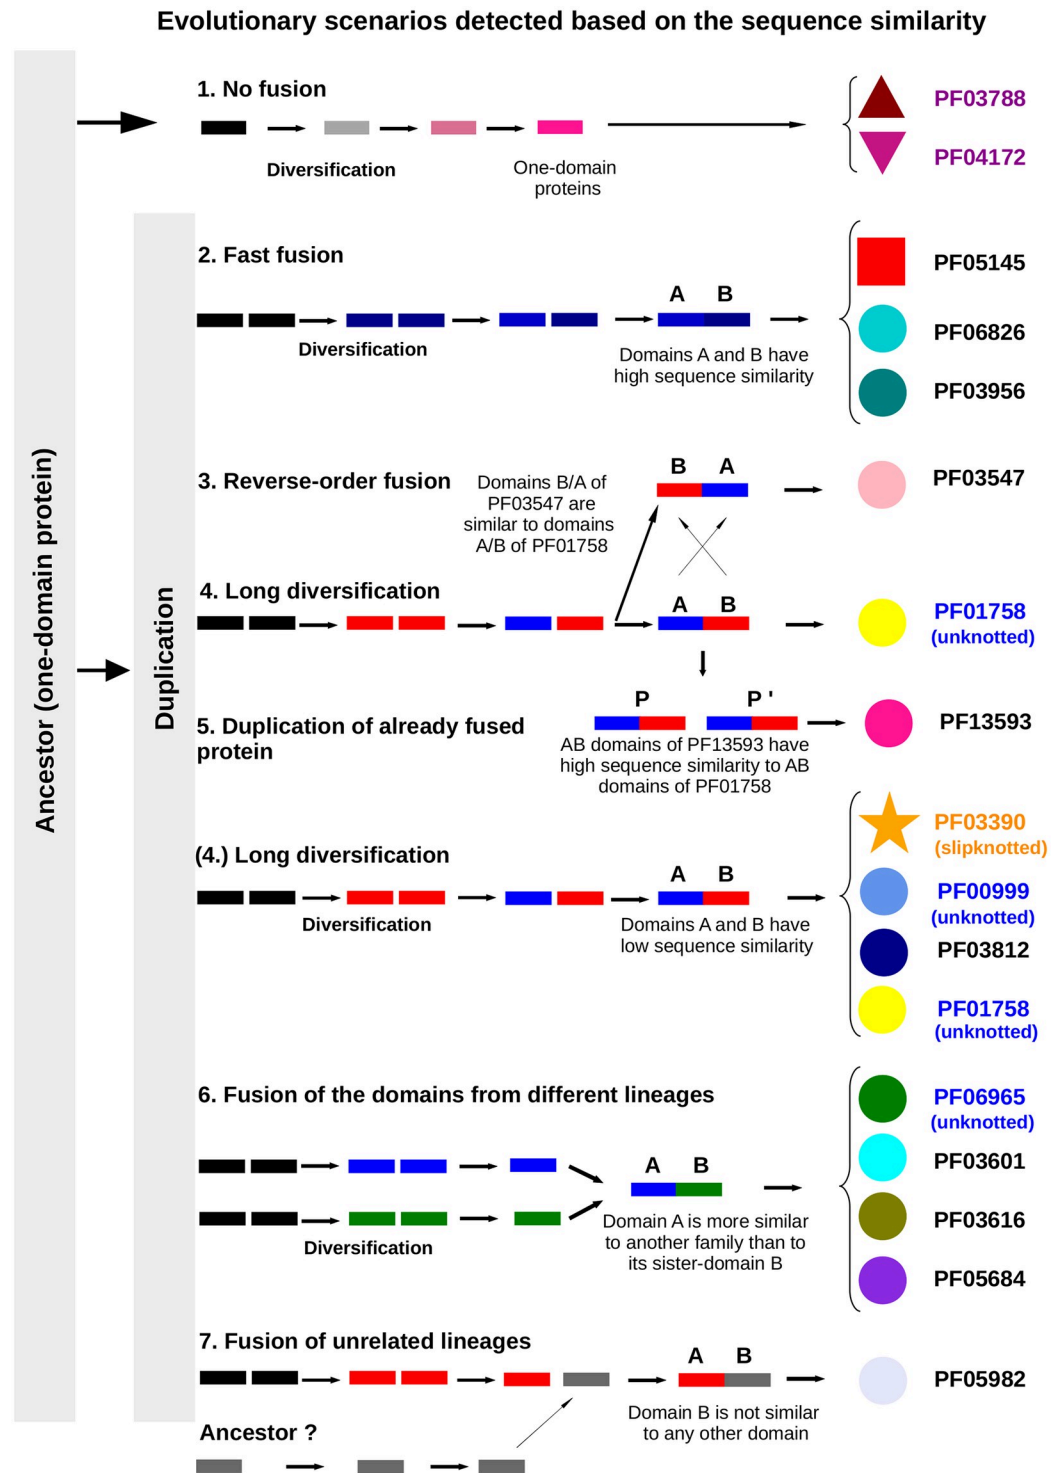 Evolutionary scenarios detected based on the sequence similarity
Ancestor (one-domain protein)
Duplication
1. No fusion
Diversification
One-domain
proteins
PF03788
PF04172
2. Fast fusion
Diversification
A B
Domains A and B have
high sequence similarity
PF05145
PF06826
PF03956
3. Reverse-order fusion
Domains B/A of
PF03547 are
similar to domains
A/B of PF01758
B A
PF03547
4. Long diversification
A B
PF01758
(unknotted)
5. Duplication of already fused
protein
P P '
AB domains of PF13593 have
high sequence similarity to AB
domains of PF01758
PF13593
(4.) Long diversification
Diversification
A B
Domains A and B have
low sequence similarity
PF03390
(slipknotted)
PF00999
(unknotted)
PF03812
PF01758
(unknotted)
6. Fusion of the domains from different lineages
Diversification
A B
Domain A is more similar
to another family than to
its sister-domain B
PF06965
(unknotted)
PF03601
PF03616
PF05684
7. Fusion of unrelated lineages
A B
Domain B is not similar
to any other domain
PF05982
Ancestor ?